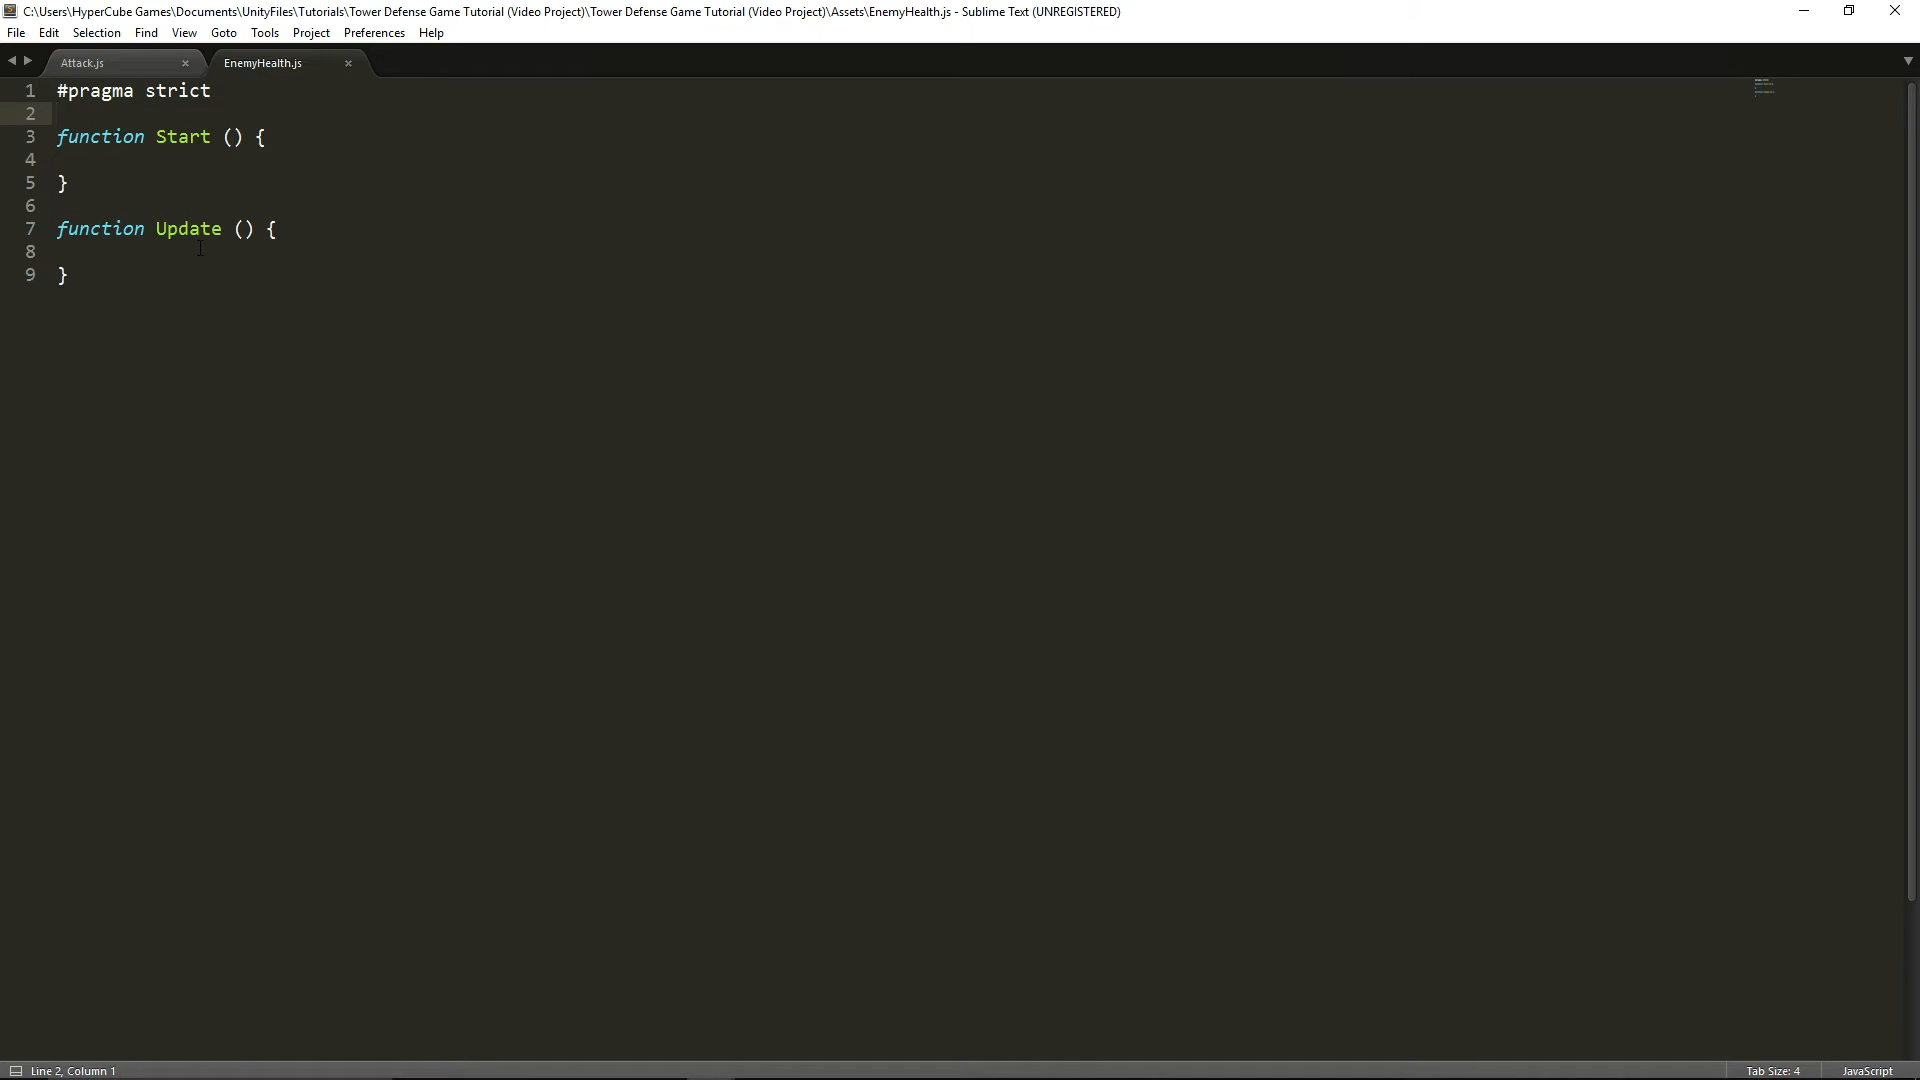 C:\Users\HyperCube Games\Documents\UnityFiles\Tutorials\Tower Defense Game Tutorial (Video Project)\Tower Defense Game Tutorial (Video Project)\Assets\EnemyHealth.js - Sublime Text (UNREGISTERED)
File Edit Selection Find View Goto Tools Project Preferences Help
Attack.js EnemyHealth.js
1 #pragma strict
2
3 function Start () {
4
5 }
6
7 function Update () {
8
9 }
Line 2, Column 1 Tab Size: 4 JavaScript